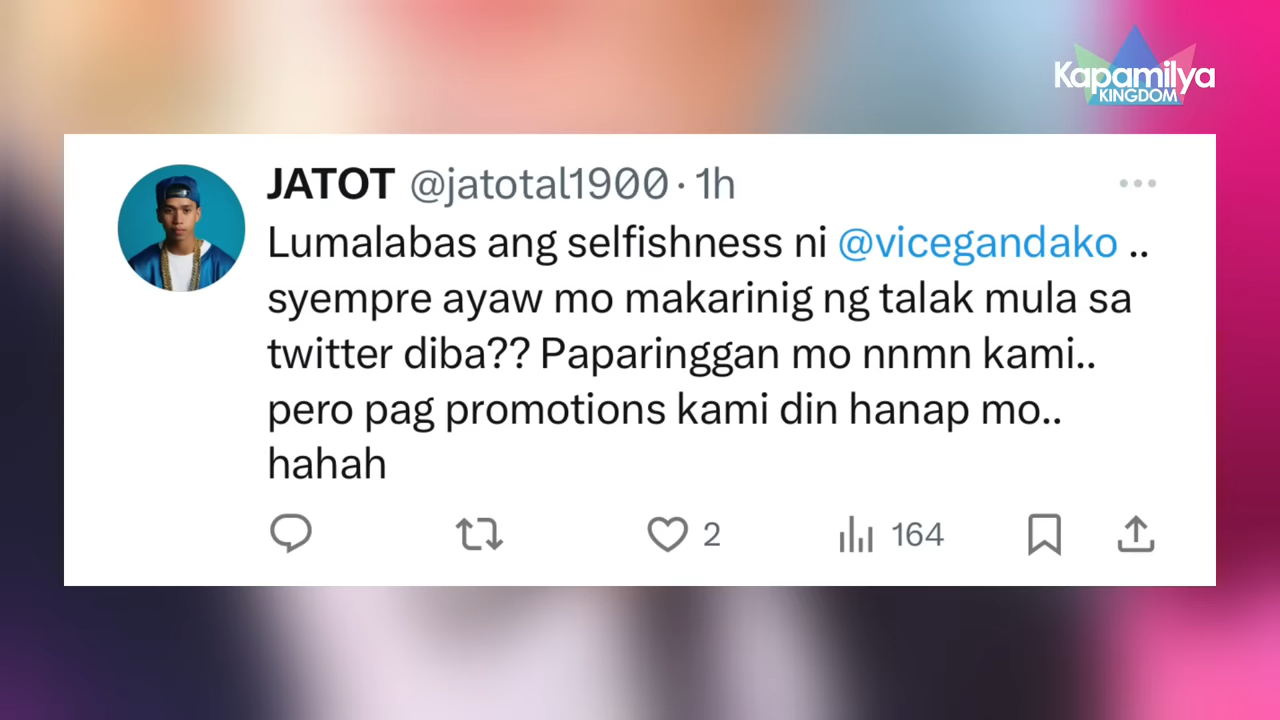 Kapamilya
KINGDOM
JATOT @jatotal1900 · 1h
Lumalabas ang selfishness ni @vicegandako ..
syempre ayaw mo makarinig ng talak mula sa
twitter diba?? Paparinggan mo nnmn kami..
pero pag promotions kami din hanap mo..
hahah
2
164